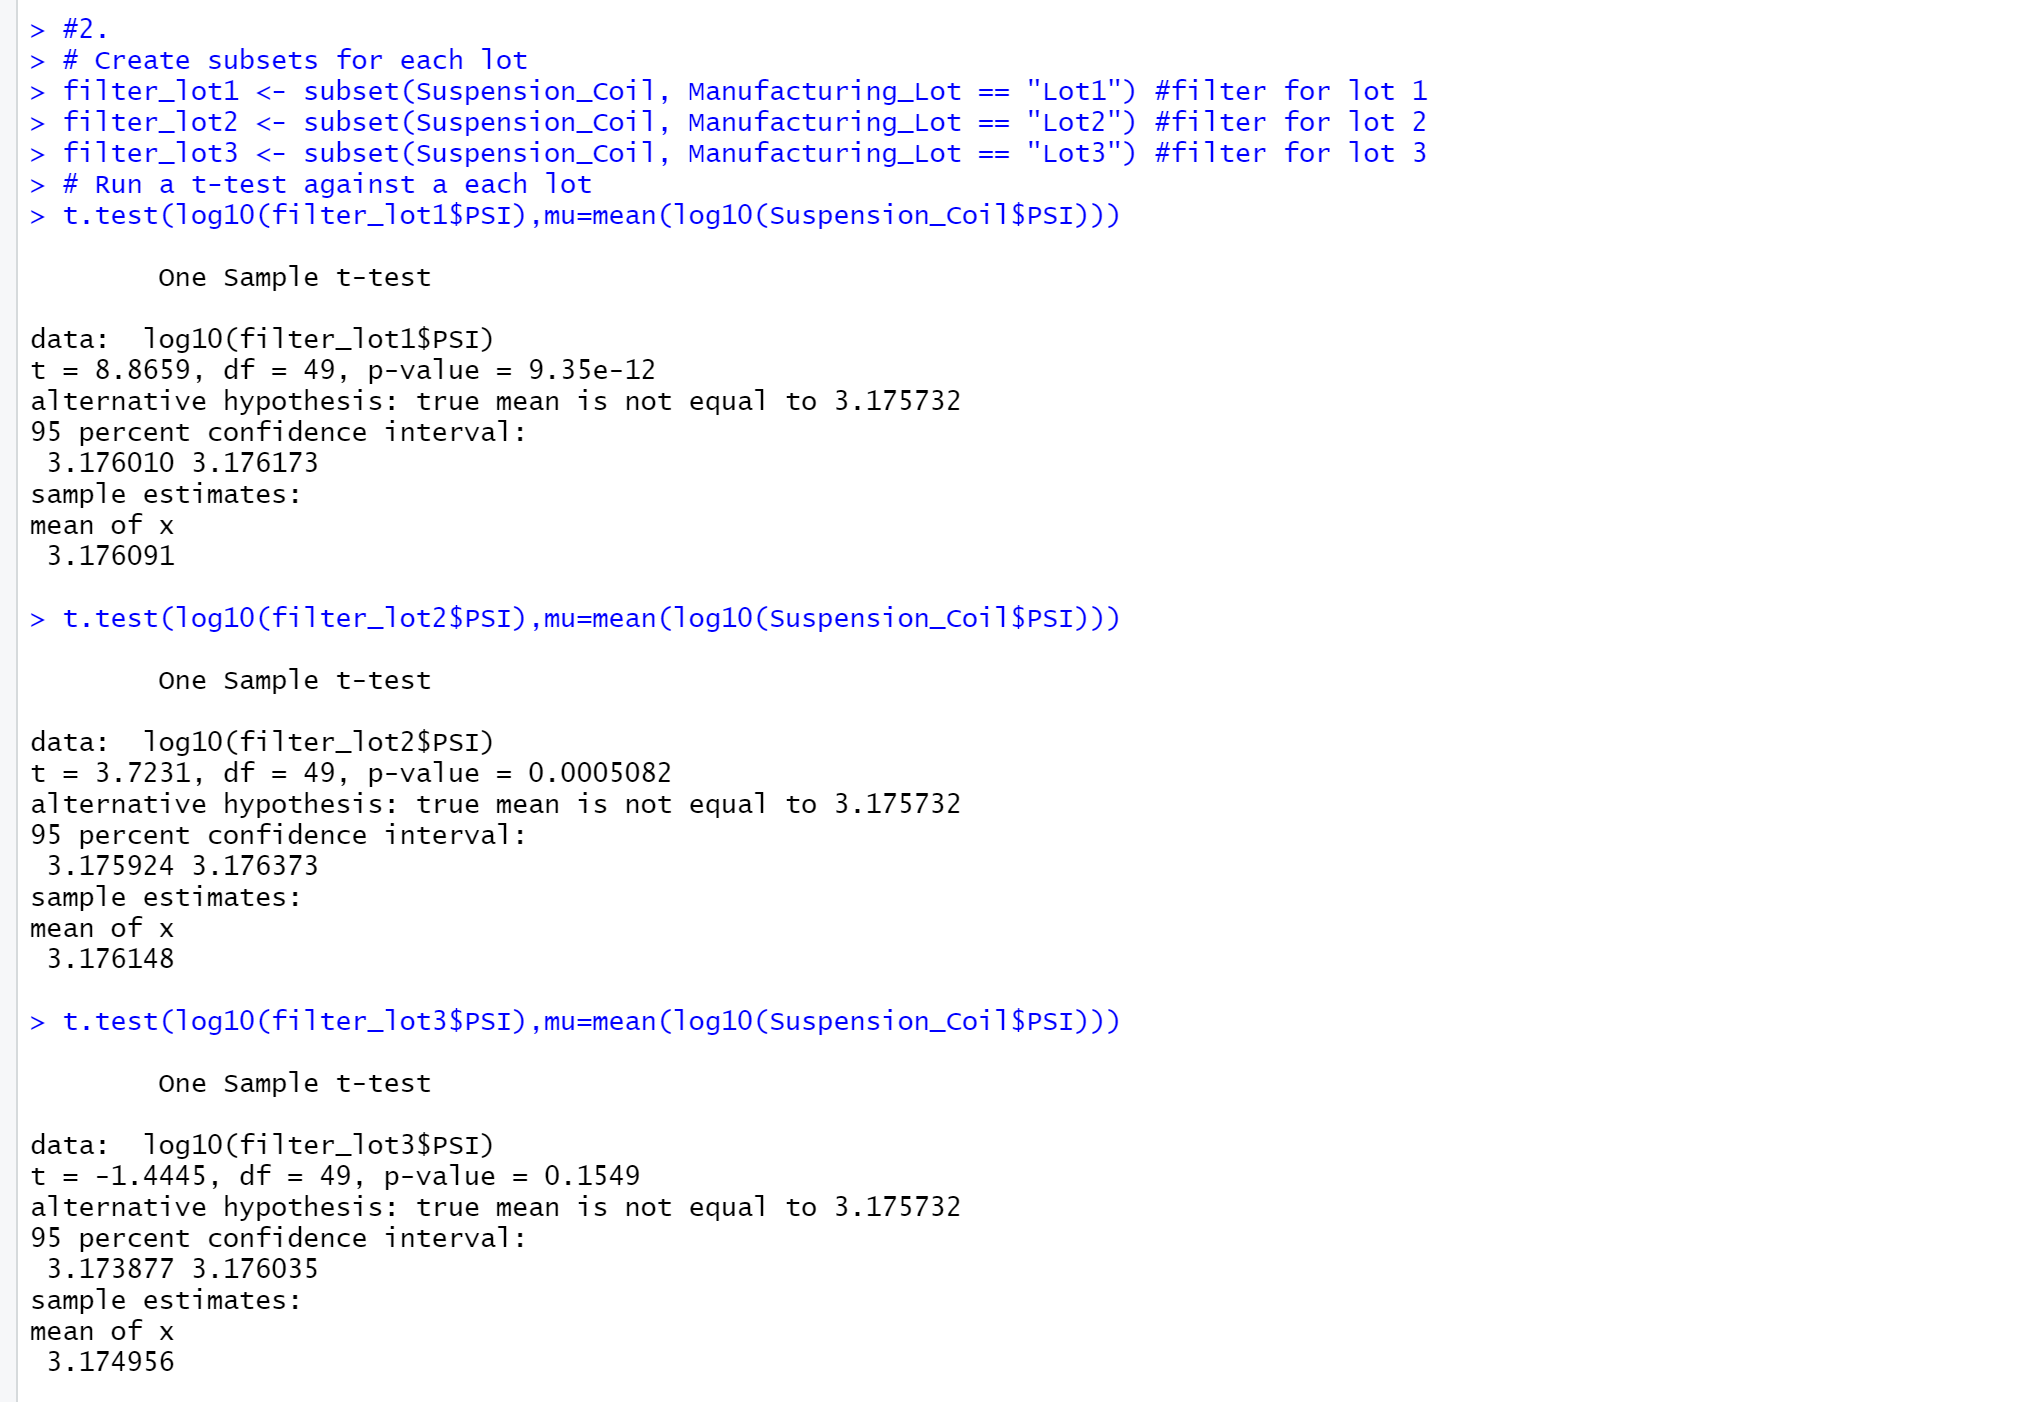 > #2.
> # Create subsets for each lot
> filter_lot1 <- subset(Suspension_Coil, Manufacturing_Lot == "Lot1") #filter for lot 1
> filter_lot2 <- subset(Suspension_Coil, Manufacturing_Lot == "Lot2") #filter for lot 2
> filter_lot3 <- subset(Suspension_Coil, Manufacturing_Lot == "Lot3") #filter for lot 3
> # Run a t-test against a each lot
> t.test(log10(filter_lot1$PSI),mu=mean(log10(Suspension_Coil$PSI)))
One Sample t-test
data:  log10(filter_lot1$PSI)
t = 8.8659, df = 49, p-value = 9.35e-12
alternative hypothesis: true mean is not equal to 3.175732
95 percent confidence interval:
3.176010 3.176173
sample estimates:
mean of x
3.176091
> t.test(log10(filter_lot2$PSI),mu=mean(log10(Suspension_Coil$PSI)))
One Sample t-test
data:  log10(filter_lot2$PSI)
t = 3.7231, df = 49, p-value = 0.0005082
alternative hypothesis: true mean is not equal to 3.175732
95 percent confidence interval:
3.175924 3.176373
sample estimates:
mean of x
3.176148
> t.test(log10(filter_lot3$PSI),mu=mean(log10(Suspension_Coil$PSI)))
One Sample t-test
data:  log10(filter_lot3$PSI)
t = -1.4445, df = 49, p-value = 0.1549
alternative hypothesis: true mean is not equal to 3.175732
95 percent confidence interval:
3.173877 3.176035
sample estimates:
mean of x
3.174956